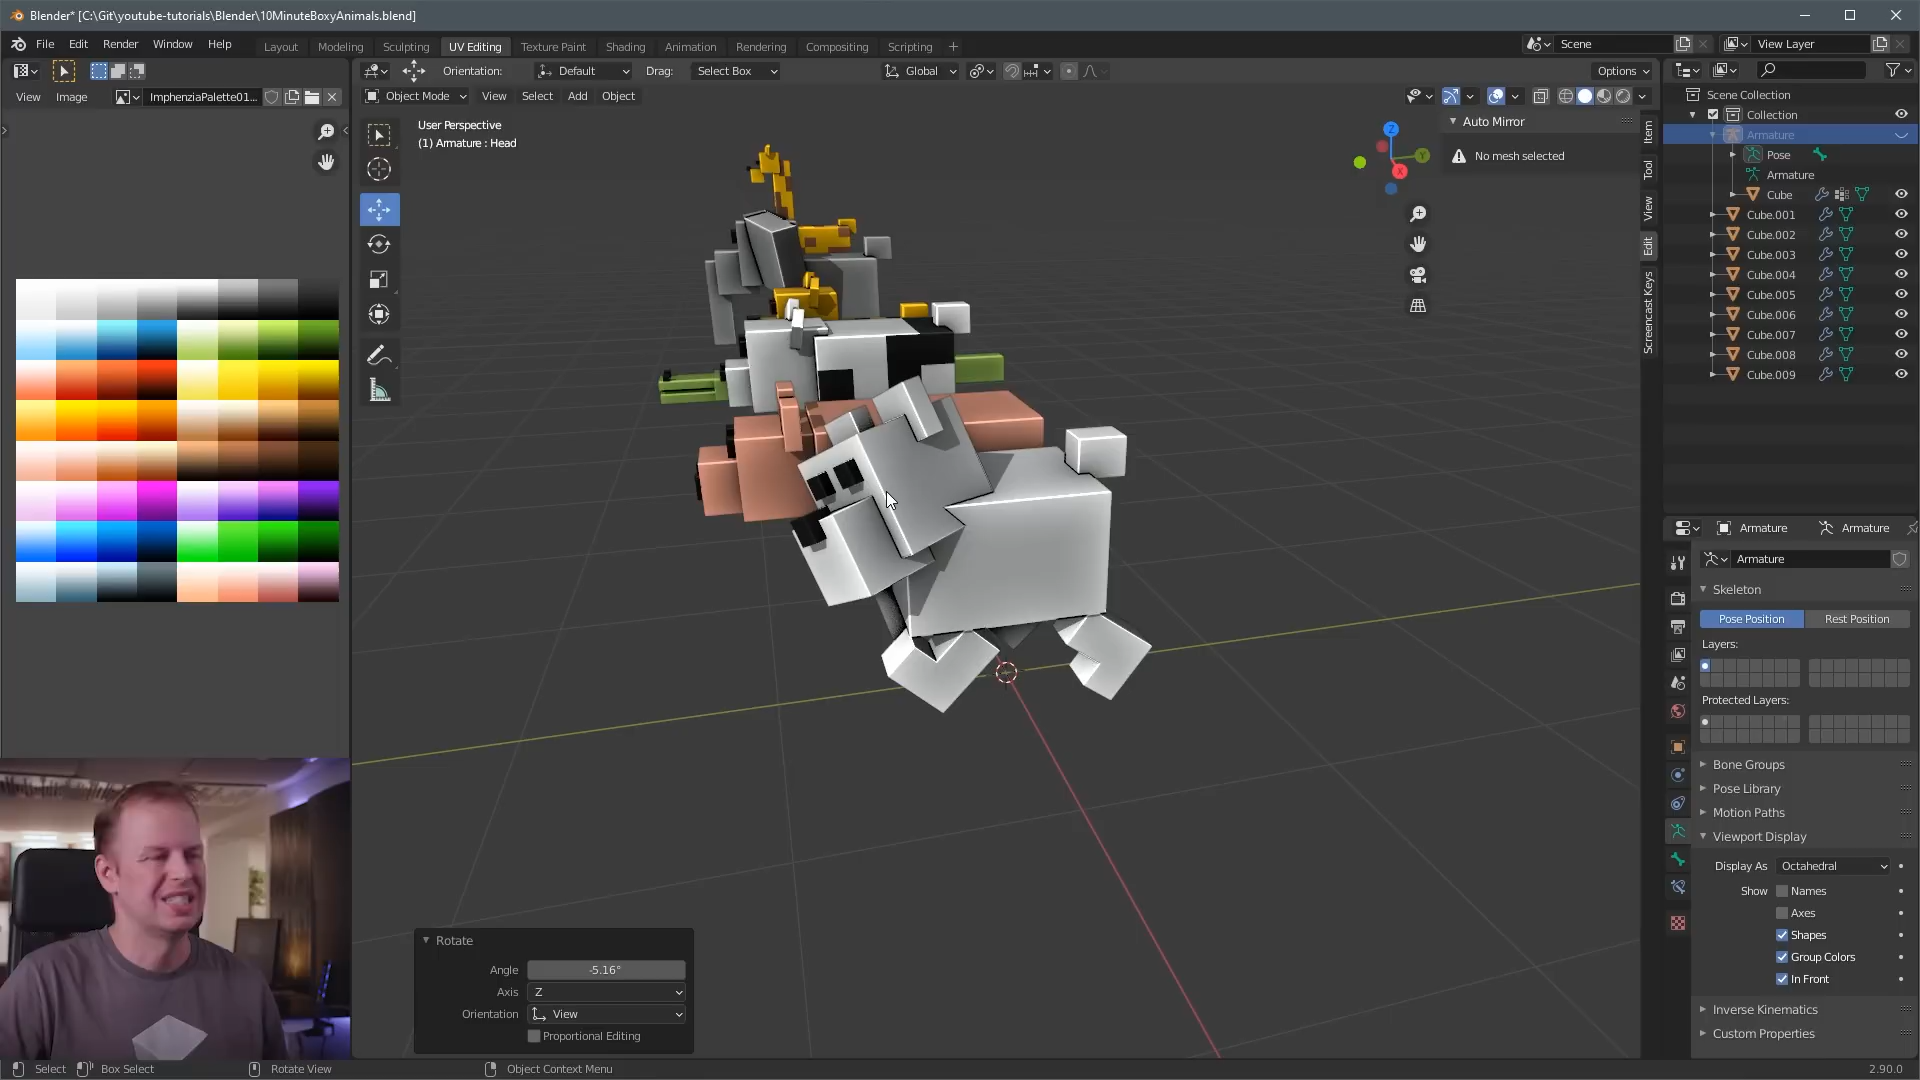 Blender* [C:\Git\youtube-tutorials\Blender\10MinuteBoxyAnimals.blend]
File Edit Render Window Help
Layout Modeling Sculpting UV Editing Texture Paint Shading Animation Rendering Compositing Scripting +
Scene
View Layer
Orientation: Default Drag: Select Box
Global
Options
View Image
ImphenziaPalette01...
Object Mode View Select Add Object
User Perspective
(1) Armature : Head
Auto Mirror
No mesh selected
Z
Y
X
Item
Tool
View
Edit
Screencast Keys
Scene Collection
Collection
Armature
Pose
Armature
Cube
Cube.001
Cube.002
Cube.003
Cube.004
Cube.005
Cube.006
Cube.007
Cube.008
Cube.009
Armature Armature
Armature
Skeleton
Pose Position Rest Position
Layers:
Protected Layers:
Bone Groups
Pose Library
Motion Paths
Viewport Display
Display As Octahedral
Show Names
Axes
Shapes
Group Colors
In Front
Inverse Kinematics
Custom Properties
Rotate
Angle -5.16°
Axis Z
Orientation View
Proportional Editing
Select Box Select Rotate View Object Context Menu
2.90.0